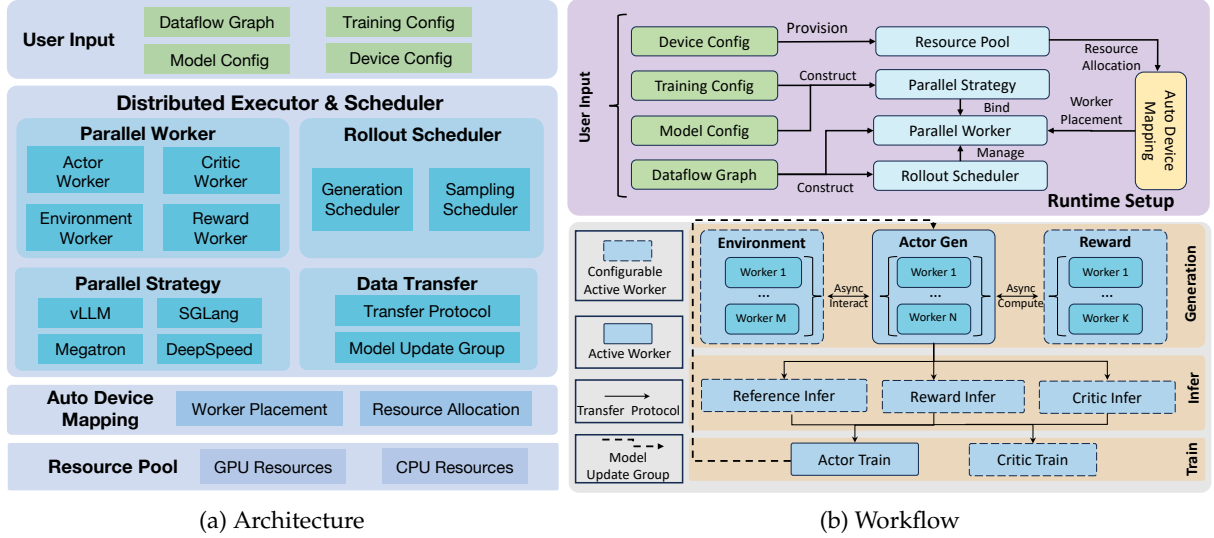 User Input
Dataflow Graph
Training Config
Model Config
Device Config
Distributed Executor & Scheduler
Parallel Worker
Actor
Worker
Critic
Worker
Environment
Worker
Reward
Worker
Rollout Scheduler
Generation
Scheduler
Sampling
Scheduler
Parallel Strategy
vLLM
SGLang
Megatron
DeepSpeed
Data Transfer
Transfer Protocol
Model Update Group
Auto Device
Mapping
Worker Placement
Resource Allocation
Resource Pool
GPU Resources
CPU Resources
(a) Architecture
User Input
Device Config
Training Config
Model Config
Dataflow Graph
Provision
Construct
Construct
Resource Pool
Parallel Strategy
Bind
Parallel Worker
Manage
Rollout Scheduler
Resource
Allocation
Worker
Placement
Auto Device
Mapping
Runtime Setup
Configurable
Active Worker
Active Worker
Transfer Protocol
Model
Update Group
Environment
Worker 1
...
Worker M
Async
Interact
Actor Gen
Worker 1
...
Worker N
Async
Compute
Reward
Worker 1
...
Worker K
Generation
Reference Infer
Reward Infer
Critic Infer
Infer
Actor Train
Critic Train
Train
(b) Workflow